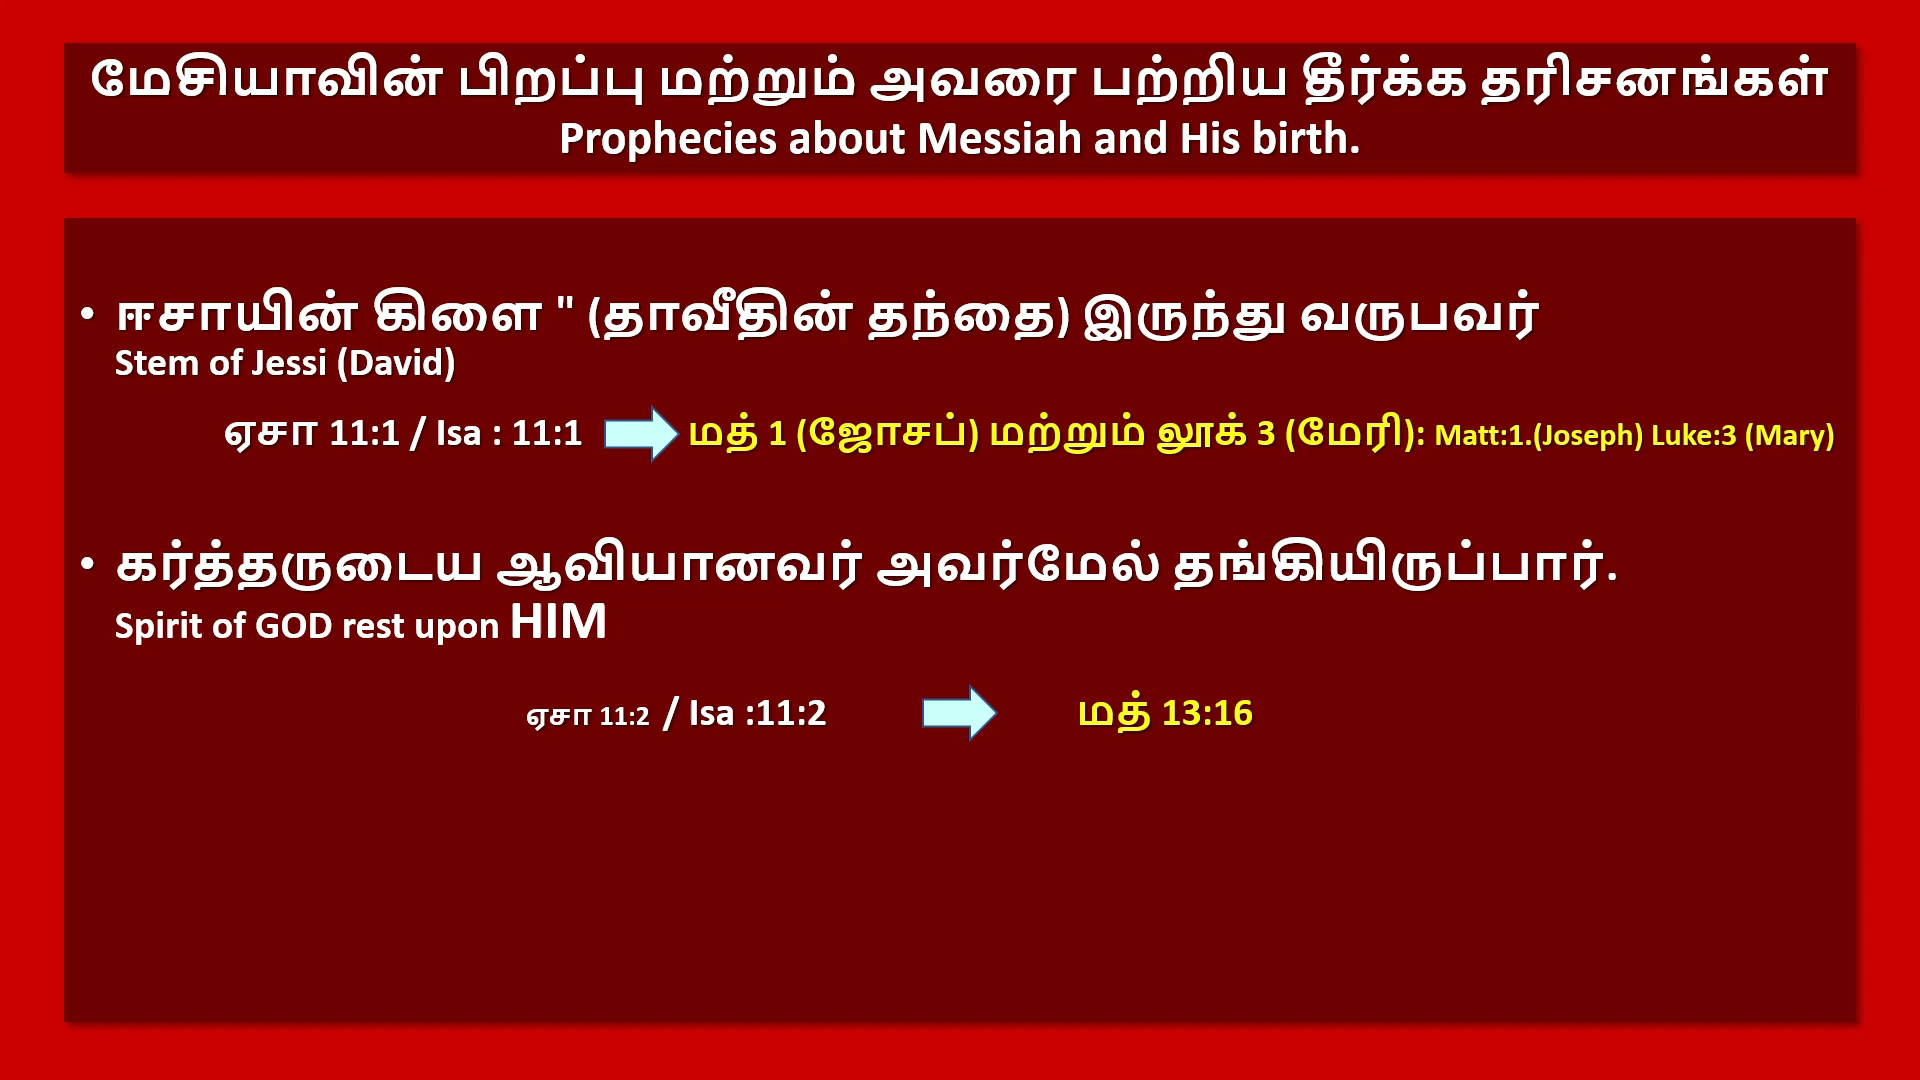 மேசியாவின் பிறப்பு மற்றும் அவரை பற்றிய தீர்க்க தரிசனங்கள்
Prophecies about Messiah and His birth.
• ஈசாயின் கிளை " (தாவீதின் தந்தை) இருந்து வருபவர்
Stem of Jessi (David)
ஏசா 11:1 / Isa : 11:1 மத் 1 (ஜோசப்) மற்றும் லூக் 3 (மேரி): Matt:1.(Joseph) Luke:3 (Mary)
• கர்த்தருடைய ஆவியானவர் அவர்மேல் தங்கியிருப்பார்.
Spirit of GOD rest upon HIM
ஏசா 11:2 / Isa :11:2 மத் 13:16